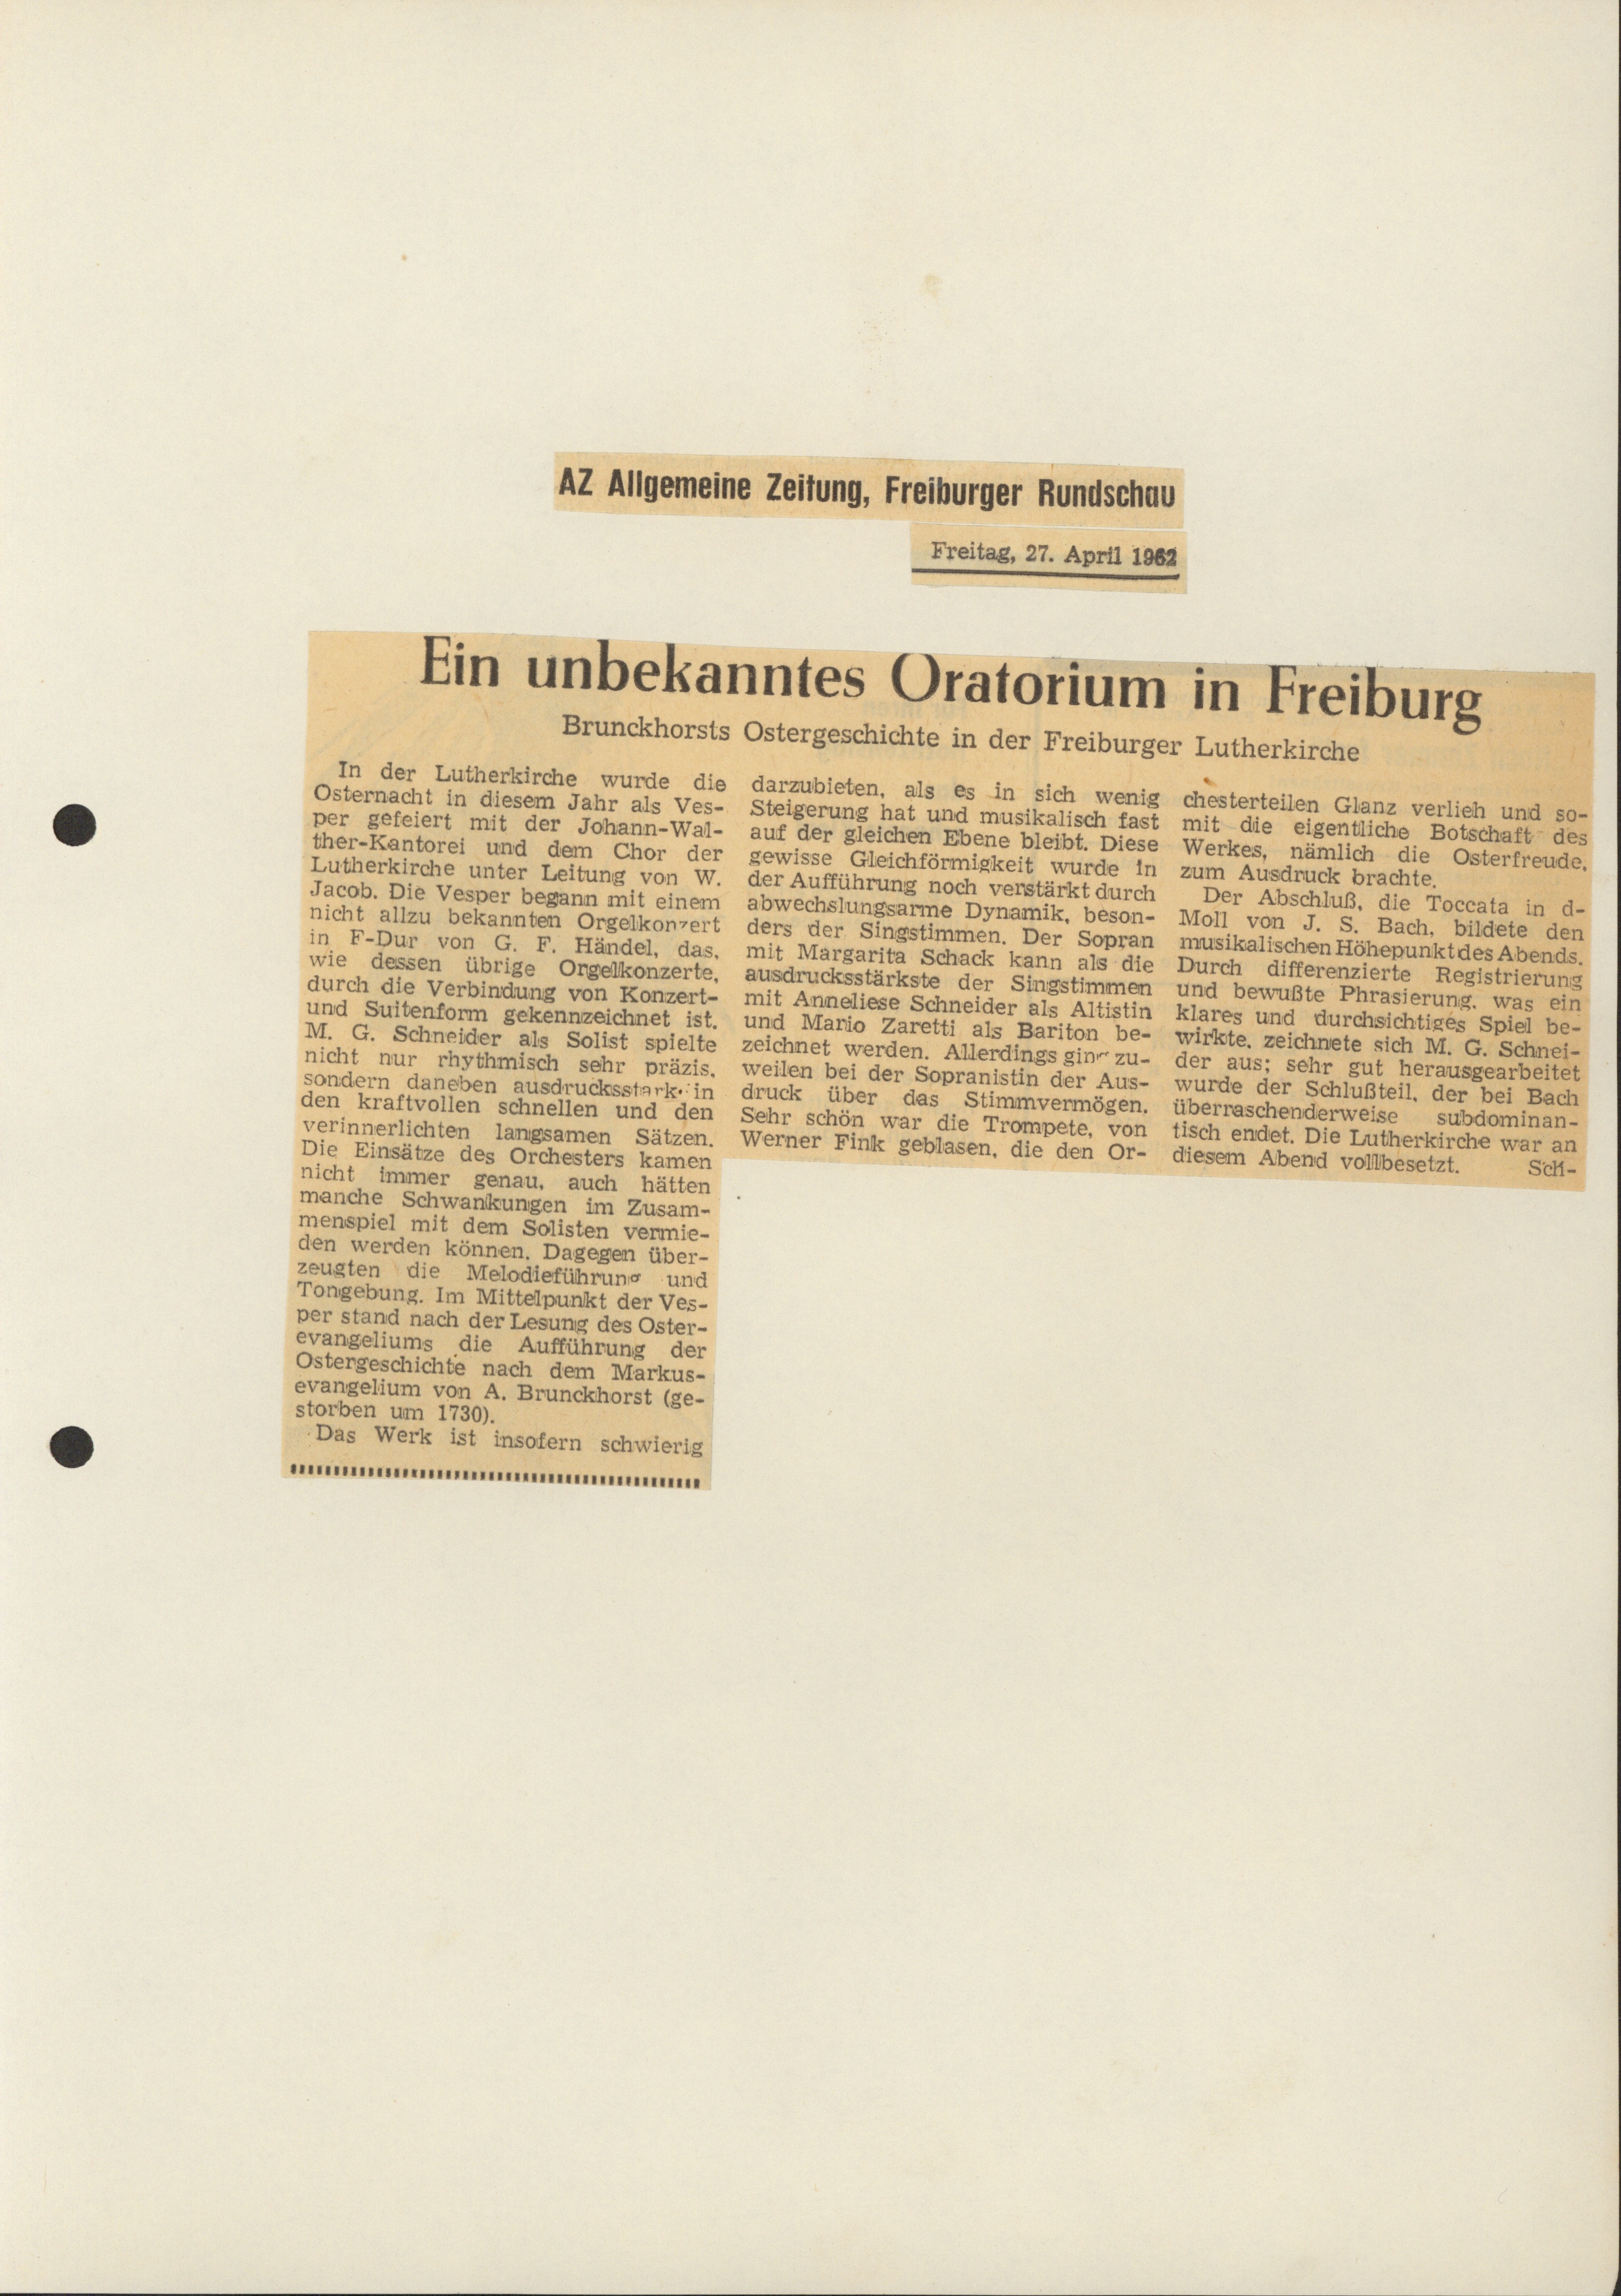 AZ Allgemeine Zeitung, Freiburger Rundschau
Freitag, 27. April 1962
Ein unbekanntes Oratorium in Freiburg
Brunckhorsts Ostergeschichte in der Freiburger Lutherkirche
In der Lutherkirche wurde die
Osternacht in diesem Jahr als Ves-
per gefeiert mit der Johann-Wal-
ther-Kantorei und dem Chor der
Lutherkirche unter Leitung von W.
Jacob. Die Vesper begann mit einem
nicht allzu bekannten Orgelkonzert
in F-Dur von G. F. Händel, das,
wie dessen übrige Orgelkonzerte,
durch die Verbindung von Konzert-
und Suitenform gekennzeichnet ist.
M. G. Schneider als Solist spielte
nicht nur rhythmisch sehr präzis,
sondern daneben ausdrucksstark in
den kraftvollen schnellen und den
verinnerlichten langsamen Sätzen.
Die Einsätze des Orchesters kamen
nicht immer genau, auch hätten
manche Schwankungen im Zusam-
menspiel mit dem Solisten vermie-
den werden können. Dagegen über-
zeugten die Melodieführung und
Tongebung. Im Mittelpunkt der Ves-
per stand nach der Lesung des Oster-
evangeliums die Aufführung der
Ostergeschichte nach dem Markus-
evangelium von A. Brunckhorst (ge-
storben um 1730).
Das Werk ist insofern schwierig
darzubieten, als es in sich wenig
Steigerung hat und musikalisch fast
auf der gleichen Ebene bleibt. Diese
gewisse Gleichförmigkeit wurde in
der Aufführung noch verstärkt durch
abwechslungsarme Dynamik, beson-
ders der Singstimmen. Der Sopran
mit Margarita Schack kann als die
ausdrucksstärkste der Singstimmen
mit Anneliese Schneider als Altistin
und Mario Zaretti als Bariton be-
zeichnet werden. Allerdings ging zu-
weilen bei der Sopranistin der Aus-
druck über das Stimmvermögen.
Sehr schön war die Trompete, von
Werner Fink geblasen, die den Or-
chesterteilen Glanz verlieh und so-
mit die eigentliche Botschaft des
Werkes, nämlich die Osterfreude,
zum Ausdruck brachte.
Der Abschluß, die Toccata in d-
Moll von J. S. Bach, bildete den
musikalischen Höhepunkt des Abends.
Durch differenzierte Registrierung
und bewußte Phrasierung, was ein
klares und durchsichtiges Spiel be-
wirkte, zeichnete sich M. G. Schnei-
der aus; sehr gut herausgearbeitet
wurde der Schlußteil, der bei Bach
überraschenderweise subdominan-
tisch endet. Die Lutherkirche war an
diesem Abend vollbesetzt. Sch-